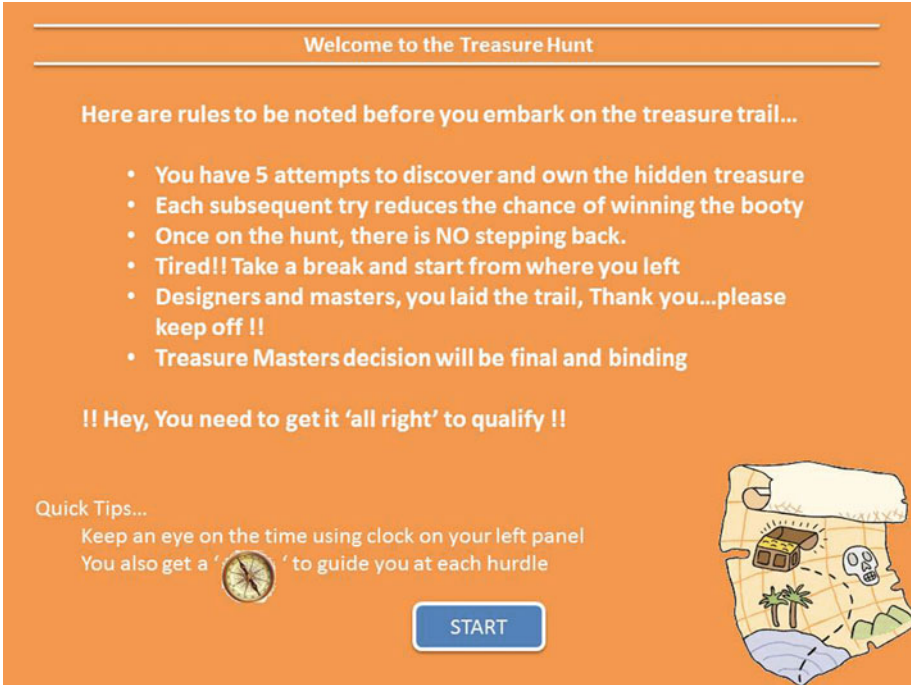 Welcome to the Treasure Hunt
Here are rules to be noted before you embark on the treasure trail...
• You have 5 attempts to discover and own the hidden treasure
• Each subsequent try reduces the chance of winning the booty
• Once on the hunt, there is NO stepping back.
• Tired!! Take a break and start from where you left
• Designers and masters, you laid the trail, Thank you...please
keep off !!
• Treasure Masters decision will be final and binding
!! Hey, You need to get it ‘all right’ to qualify !!
Quick Tips...
Keep an eye on the time using clock on your left panel
You also get a ‘ ‘ to guide you at each hurdle
START